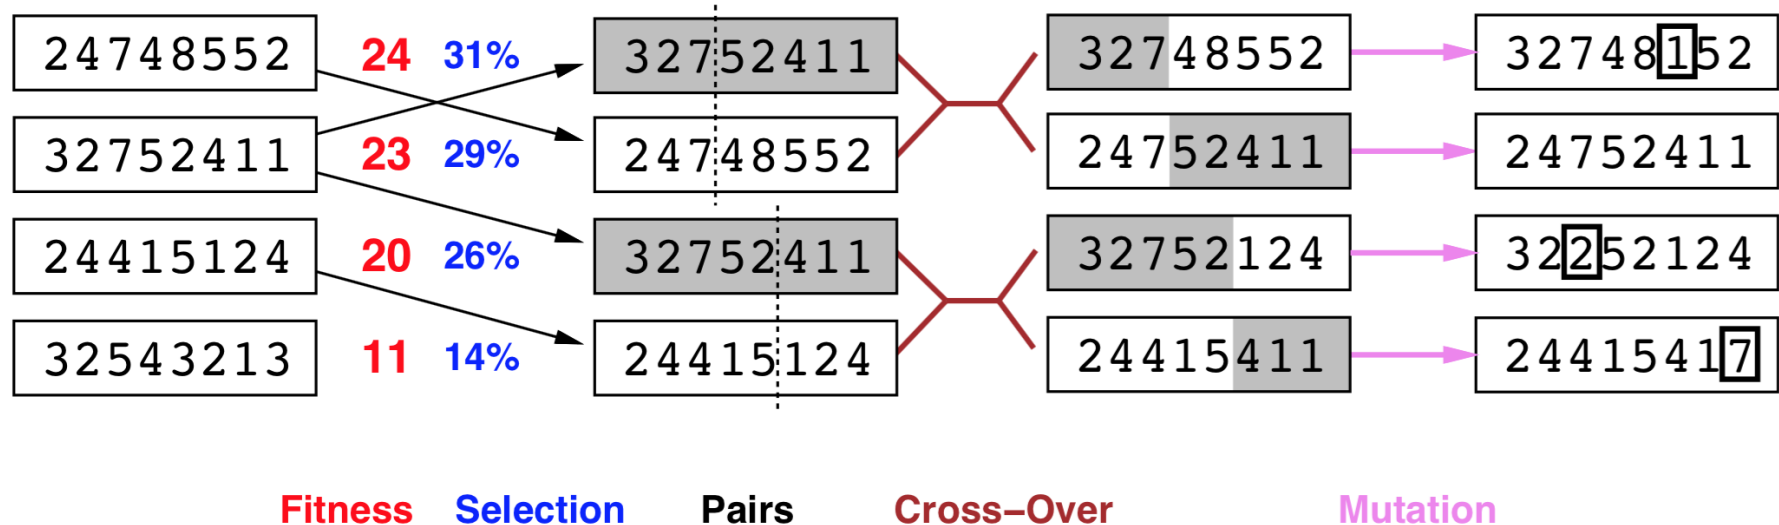 24748552 24 31% 32752411 32748552 32748152
32752411 23 29% 24748552 24752411 24752411
24415124 20 26% 32752411 32752124 32252124
32543213 11 14% 24415124 24415411 24415417
Fitness Selection Pairs Cross–Over Mutation